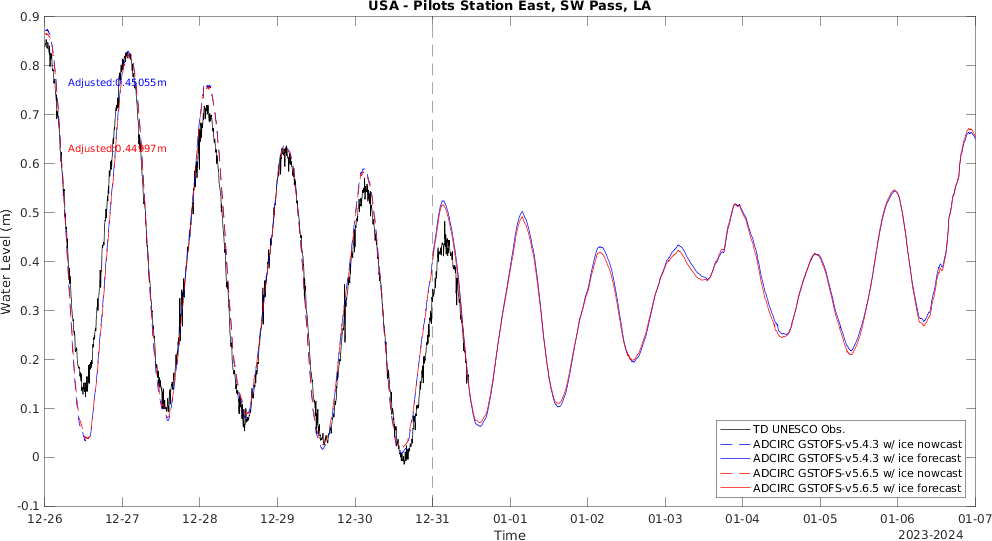 USA - Pilots Station East, SW Pass, LA
0.9
0.8
0.7
0.6
0.5
0.4
0.3
0.2
0.1
0
-0.1
Water Level (m)
Adjusted:0.45055m
Adjusted:0.44997m
TD UNESCO Obs.
ADCIRC GSTOFS-v5.4.3 w/ ice nowcast
ADCIRC GSTOFS-v5.4.3 w/ ice forecast
ADCIRC GSTOFS-v5.6.5 w/ ice nowcast
ADCIRC GSTOFS-v5.6.5 w/ ice forecast
12-26 12-27 12-28 12-29 12-30 12-31 01-01 01-02 01-03 01-04 01-05 01-06 01-07
Time
2023-2024